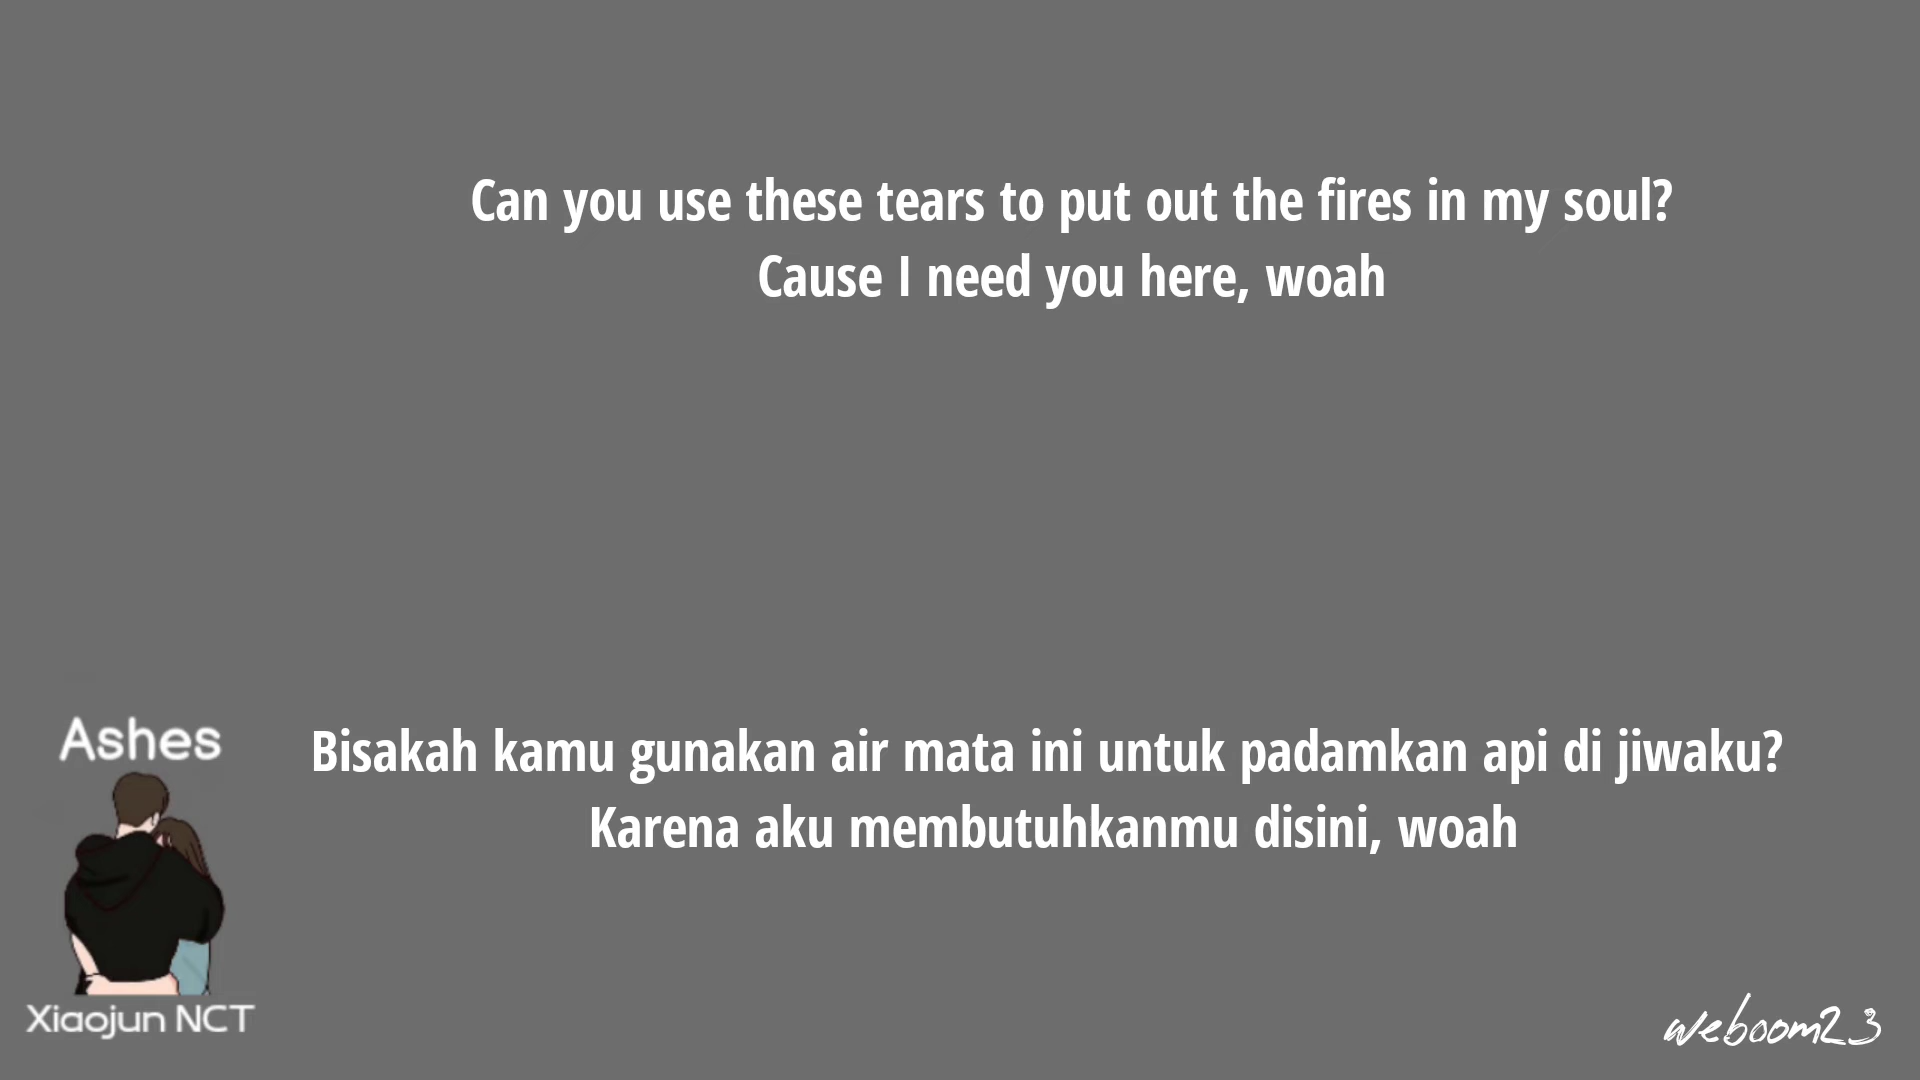 Can you use these tears to put out the fires in my soul?
Cause I need you here, woah
Ashes
Bisakah kamu gunakan air mata ini untuk padamkan api di jiwaku?
Karena aku membutuhkanmu disini, woah
Xiaojun NCT
weboom23